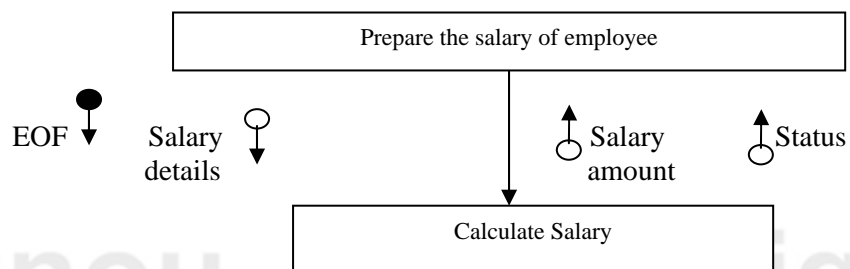 Prepare the salary of employee
EOF
Salary
details
Salary
amount
Status
Calculate Salary